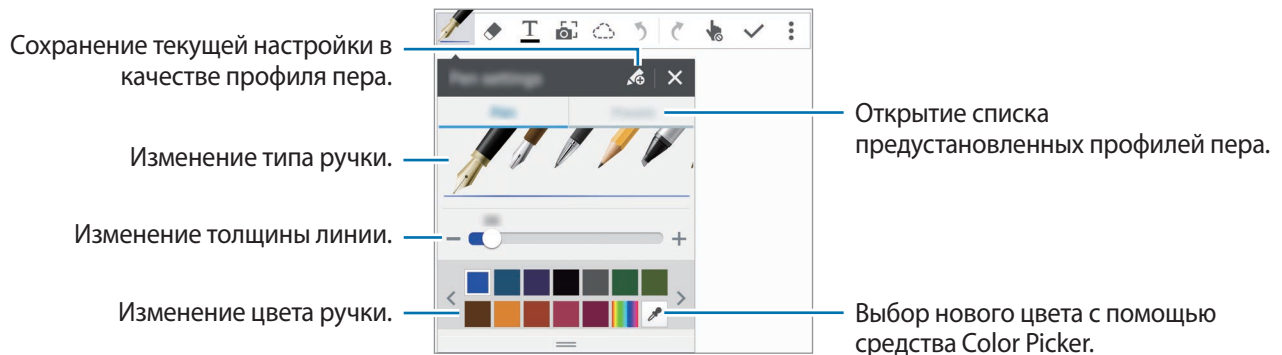 Сохранение текущей настройки в
качестве профиля пера.
Открытие списка
предустановленных профилей пера.
Изменение типа ручки.
Изменение толщины линии.
Изменение цвета ручки.
Выбор нового цвета с помощью
средства Color Picker.